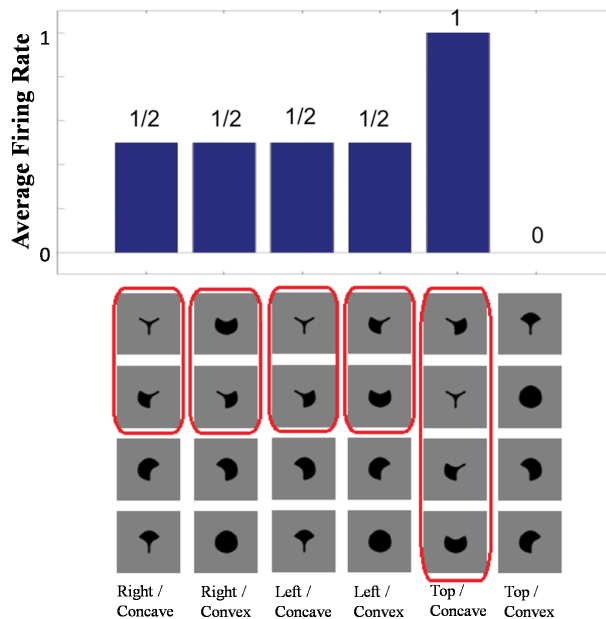 1
0
Average Firing Rate
1/2
1/2
1/2
1/2
1
0
Right /
Concave
Right /
Convex
Left /
Concave
Left /
Convex
Top /
Concave
Top /
Convex